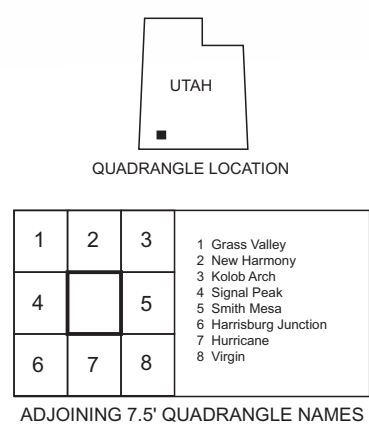 UTAH
QUADRANGLE LOCATION
1 2 3
4 5
6 7 8
1 Grass Valley
2 New Harmony
3 Kolob Arch
4 Signal Peak
5 Smith Mesa
6 Harrisburg Junction
7 Hurricane
8 Virgin
ADJOINING 7.5' QUADRANGLE NAMES